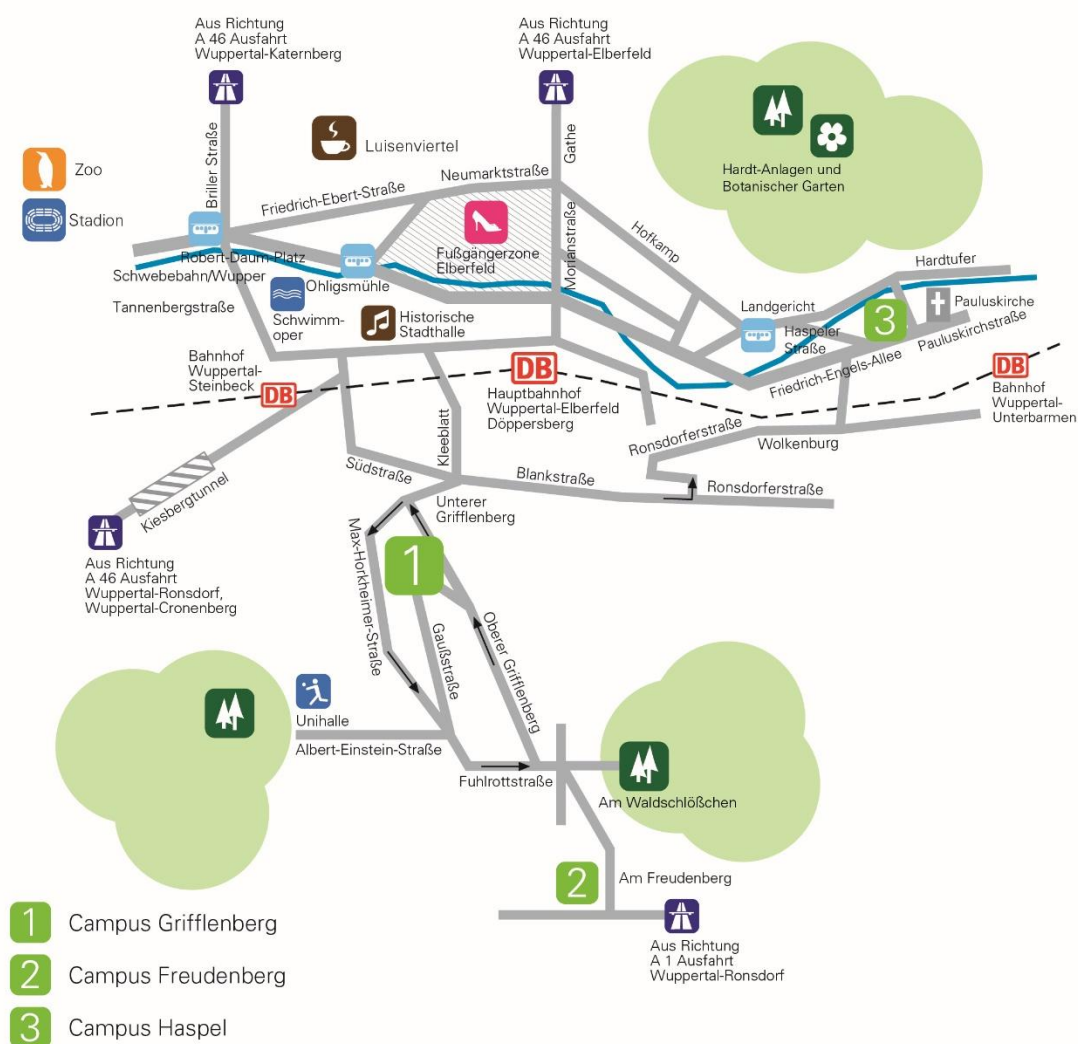 Aus Richtung
A 46 Ausfahrt
Wuppertal-Katernberg
Aus Richtung
A 46 Ausfahrt
Wuppertal-Elberfeld
Zoo
Stadion
Briller Straße
Luisenviertel
Gathe
Hardt-Anlagen und
Botanischer Garten
Friedrich-Ebert-Straße
Neumarktstraße
Fußgängerzone
Elberfeld
Morianstraße
Hofkamp
Hardtufer
Robert-Daum-Platz
Schwebebahn/Wupper
Ohligsmühle
Tannenbergstraße
Schwimm-
oper
Historische
Stadthalle
Landgericht
Haspeler
Straße
3
Pauluskirche
Pauluskirchstraße
Friedrich-Engels-Allee
Bahnhof
Wuppertal-
Steinbeck
DB
DB
Hauptbahnhof
Wuppertal-Elberfeld
Döppersberg
DB
Bahnhof
Wuppertal-
Unterbarmen
Kleeblatt
Südstraße
Ronsdorferstraße
Wolkenburg
Blankstraße
Ronsdorferstraße
Kiesbergtunnel
Unterer
Grifflenberg
Aus Richtung
A 46 Ausfahrt
Wuppertal-Ronsdorf,
Wuppertal-Cronenberg
1
Max-Horkheimer-Straße
Gaußstraße
Oberer Grifflenberg
Unihalle
Albert-Einstein-Straße
Fuhlrottstraße
Am Waldschlößchen
2
Am Freudenberg
Aus Richtung
A 1 Ausfahrt
Wuppertal-Ronsdorf
1 Campus Grifflenberg
2 Campus Freudenberg
3 Campus Haspel